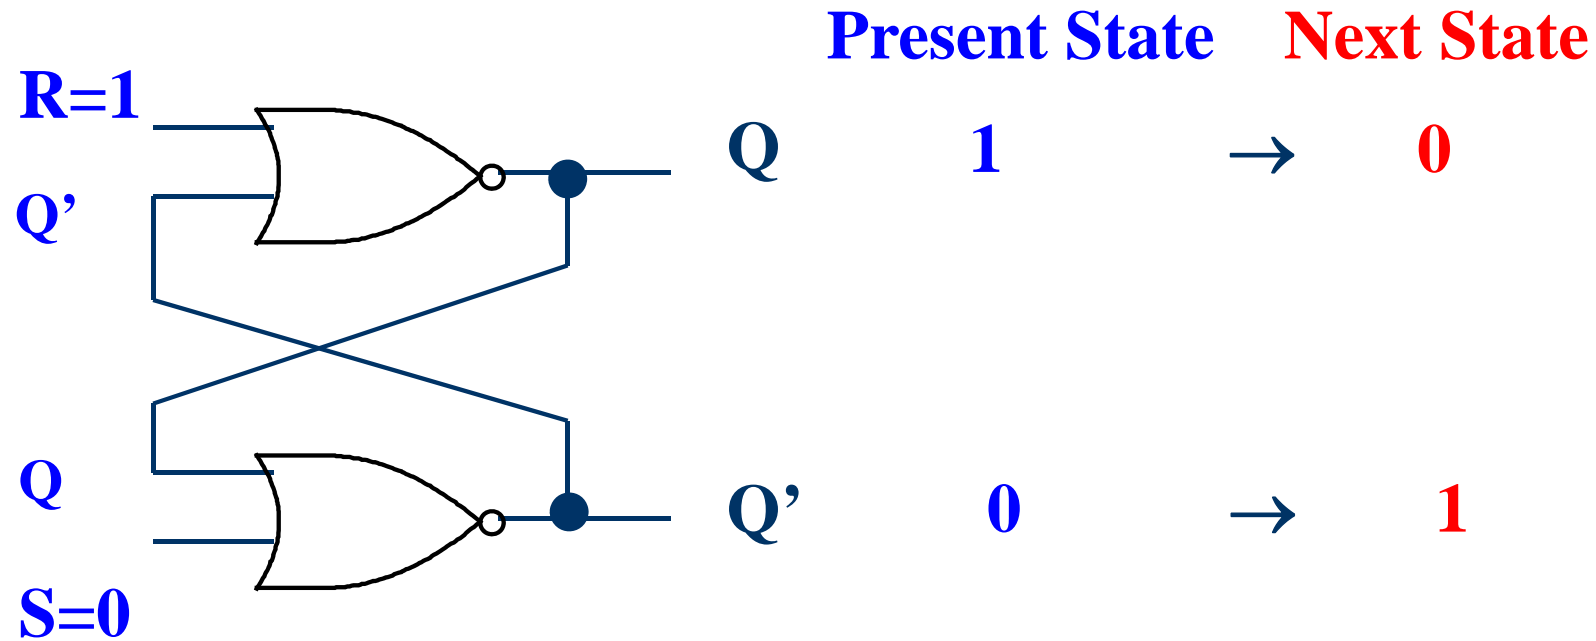 Present State Next State
R=1
Q 1 → 0
Q’
Q
Q’ 0 → 1
S=0